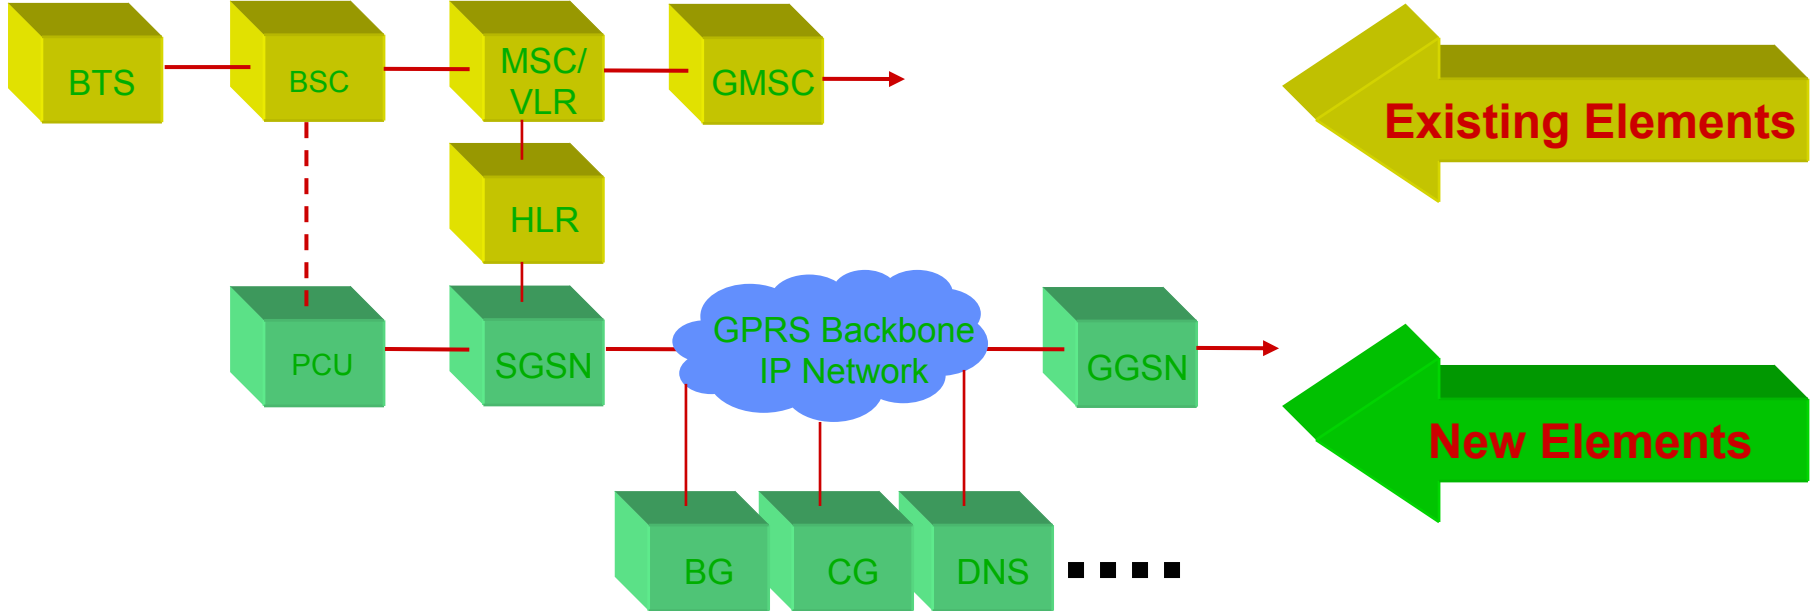 BTS
BSC
MSC/
VLR
GMSC
Existing Elements
HLR
PCU
SGSN
GPRS Backbone
IP Network
GGSN
New Elements
BG
CG
DNS